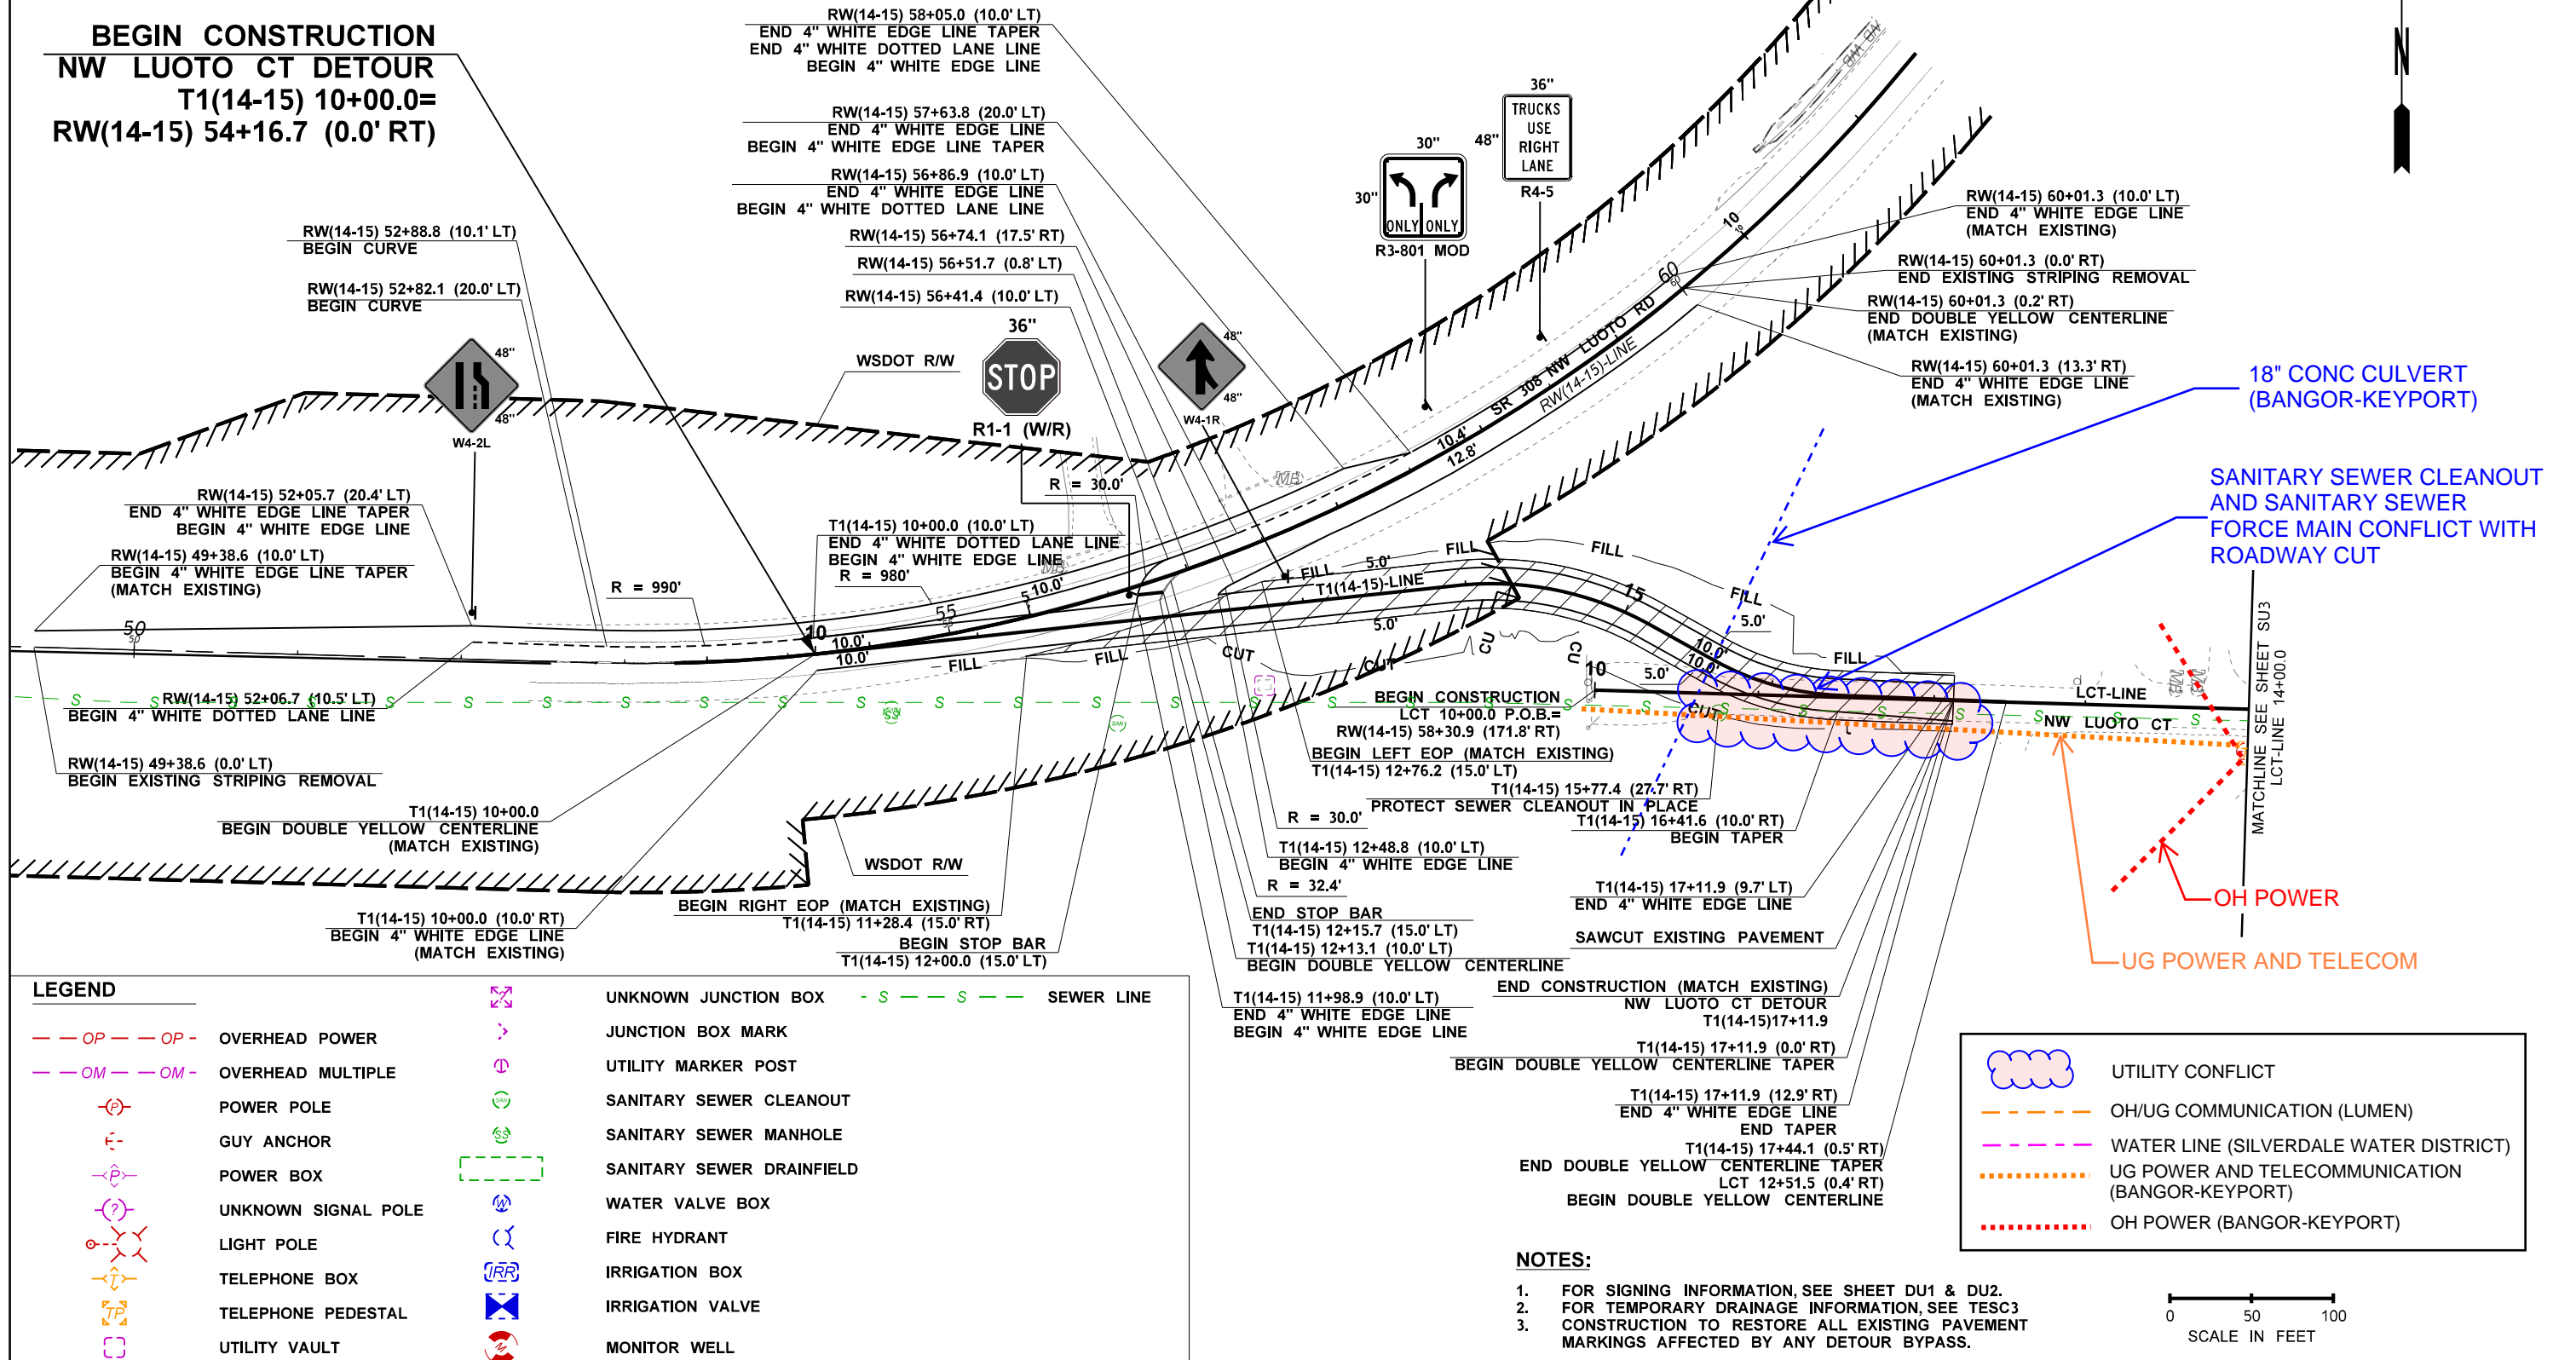 BEGIN CONSTRUCTION
NW LUOTO CT DETOUR
T1(14-15) 10+00.0=
RW(14-15) 54+16.7 (0.0' RT)
RW(14-15) 58+05.0 (10.0' LT)
END 4" WHITE EDGE LINE TAPER
END 4" WHITE DOTTED LANE LINE
BEGIN 4" WHITE EDGE LINE
RW(14-15) 57+63.8 (20.0' LT)
END 4" WHITE EDGE LINE
BEGIN 4" WHITE EDGE LINE TAPER
RW(14-15) 56+86.9 (10.0' LT)
END 4" WHITE EDGE LINE
BEGIN 4" WHITE DOTTED LANE LINE
RW(14-15) 56+74.1 (17.5' RT)
RW(14-15) 56+51.7 (0.8' LT)
RW(14-15) 56+41.4 (10.0' LT)
RW(14-15) 52+88.8 (10.1' LT)
BEGIN CURVE
RW(14-15) 52+82.1 (20.0' LT)
BEGIN CURVE
48"
48"
W4-2L
WSDOT R/W
36"
STOP
R1-1 (W/R)
48"
48"
W4-1R
30"
30"
ONLY ONLY
R3-801 MOD
36"
48"
TRUCKS
USE
RIGHT
LANE
R4-5
N
RW(14-15) 60+01.3 (10.0' LT)
END 4" WHITE EDGE LINE
(MATCH EXISTING)
RW(14-15) 60+01.3 (0.0' RT)
END EXISTING STRIPING REMOVAL
RW(14-15) 60+01.3 (0.2' RT)
END DOUBLE YELLOW CENTERLINE
(MATCH EXISTING)
RW(14-15) 60+01.3 (13.3' RT)
END 4" WHITE EDGE LINE
(MATCH EXISTING)
18" CONC CULVERT
(BANGOR-KEYPORT)
SANITARY SEWER CLEANOUT
AND SANITARY SEWER
FORCE MAIN CONFLICT WITH
ROADWAY CUT
10
60
SR 308 NW LUOTO RD
RW(14-15)-LINE
10.4'
12.8'
MB
MB
RW(14-15) 52+05.7 (20.4' LT)
END 4" WHITE EDGE LINE TAPER
BEGIN 4" WHITE EDGE LINE
RW(14-15) 49+38.6 (10.0' LT)
BEGIN 4" WHITE EDGE LINE TAPER
(MATCH EXISTING)
R = 990'
R = 30.0'
T1(14-15) 10+00.0 (10.0' LT)
END 4" WHITE DOTTED LANE LINE
BEGIN 4" WHITE EDGE LINE
R = 980'
50
50
55
5
10.0'
10
10.0'
10.0'
FILL
FILL
CUT
CUT
CU
CU
FILL
5.0'
FILL
T1(14-15)-LINE
5.0'
FILL
15
FILL
5.0'
10.0'
10.0'
FILL
10
5.0'
CUT
LCT-LINE
NW LUOTO CT
MB
MB
MATCHLINE SEE SHEET SU3
LCT-LINE 14+00.0
S S S S S S S S S S S S S S S S S S S S S S S S S S S S
SS
SAN
RW(14-15) 52+06.7 (10.5' LT)
BEGIN 4" WHITE DOTTED LANE LINE
RW(14-15) 49+38.6 (0.0' LT)
BEGIN EXISTING STRIPING REMOVAL
T1(14-15) 10+00.0
BEGIN DOUBLE YELLOW CENTERLINE
(MATCH EXISTING)
T1(14-15) 10+00.0 (10.0' RT)
BEGIN 4" WHITE EDGE LINE
(MATCH EXISTING)
WSDOT R/W
BEGIN RIGHT EOP (MATCH EXISTING)
T1(14-15) 11+28.4 (15.0' RT)
BEGIN STOP BAR
T1(14-15) 12+00.0 (15.0' LT)
BEGIN CONSTRUCTION
LCT 10+00.0 P.O.B.=
RW(14-15) 58+30.9 (171.8' RT)
BEGIN LEFT EOP (MATCH EXISTING)
T1(14-15) 12+76.2 (15.0' LT)
T1(14-15) 15+77.4 (27.7' RT)
PROTECT SEWER CLEANOUT IN PLACE
R = 30.0'
T1(14-15) 16+41.6 (10.0' RT)
BEGIN TAPER
T1(14-15) 12+48.8 (10.0' LT)
BEGIN 4" WHITE EDGE LINE
R = 32.4'
T1(14-15) 17+11.9 (9.7' LT)
END 4" WHITE EDGE LINE
END STOP BAR
T1(14-15) 12+15.7 (15.0' LT)
T1(14-15) 12+13.1 (10.0' LT)
BEGIN DOUBLE YELLOW CENTERLINE
SAWCUT EXISTING PAVEMENT
T1(14-15) 11+98.9 (10.0' LT)
END 4" WHITE EDGE LINE
BEGIN 4" WHITE EDGE LINE
END CONSTRUCTION (MATCH EXISTING)
NW LUOTO CT DETOUR
T1(14-15)17+11.9
T1(14-15) 17+11.9 (0.0' RT)
BEGIN DOUBLE YELLOW CENTERLINE TAPER
T1(14-15) 17+11.9 (12.9' RT)
END 4" WHITE EDGE LINE
END TAPER
T1(14-15) 17+44.1 (0.5' RT)
END DOUBLE YELLOW CENTERLINE TAPER
LCT 12+51.5 (0.4' RT)
BEGIN DOUBLE YELLOW CENTERLINE
OH POWER
UG POWER AND TELECOM
LEGEND
OP OP OVERHEAD POWER
OM OM OVERHEAD MULTIPLE
P POWER POLE
GUY ANCHOR
P POWER BOX
? UNKNOWN SIGNAL POLE
LIGHT POLE
T TELEPHONE BOX
TP TELEPHONE PEDESTAL
UTILITY VAULT
? UNKNOWN JUNCTION BOX
JUNCTION BOX MARK
UTILITY MARKER POST
SAN SANITARY SEWER CLEANOUT
SS SANITARY SEWER MANHOLE
SANITARY SEWER DRAINFIELD
W WATER VALVE BOX
FIRE HYDRANT
IRR IRRIGATION BOX
IRRIGATION VALVE
M MONITOR WELL
S S SEWER LINE
UTILITY CONFLICT
OH/UG COMMUNICATION (LUMEN)
WATER LINE (SILVERDALE WATER DISTRICT)
UG POWER AND TELECOMMUNICATION
(BANGOR-KEYPORT)
OH POWER (BANGOR-KEYPORT)
NOTES:
1. FOR SIGNING INFORMATION, SEE SHEET DU1 & DU2.
2. FOR TEMPORARY DRAINAGE INFORMATION, SEE TESC3
3. CONSTRUCTION TO RESTORE ALL EXISTING PAVEMENT
MARKINGS AFFECTED BY ANY DETOUR BYPASS.
0 50 100
SCALE IN FEET